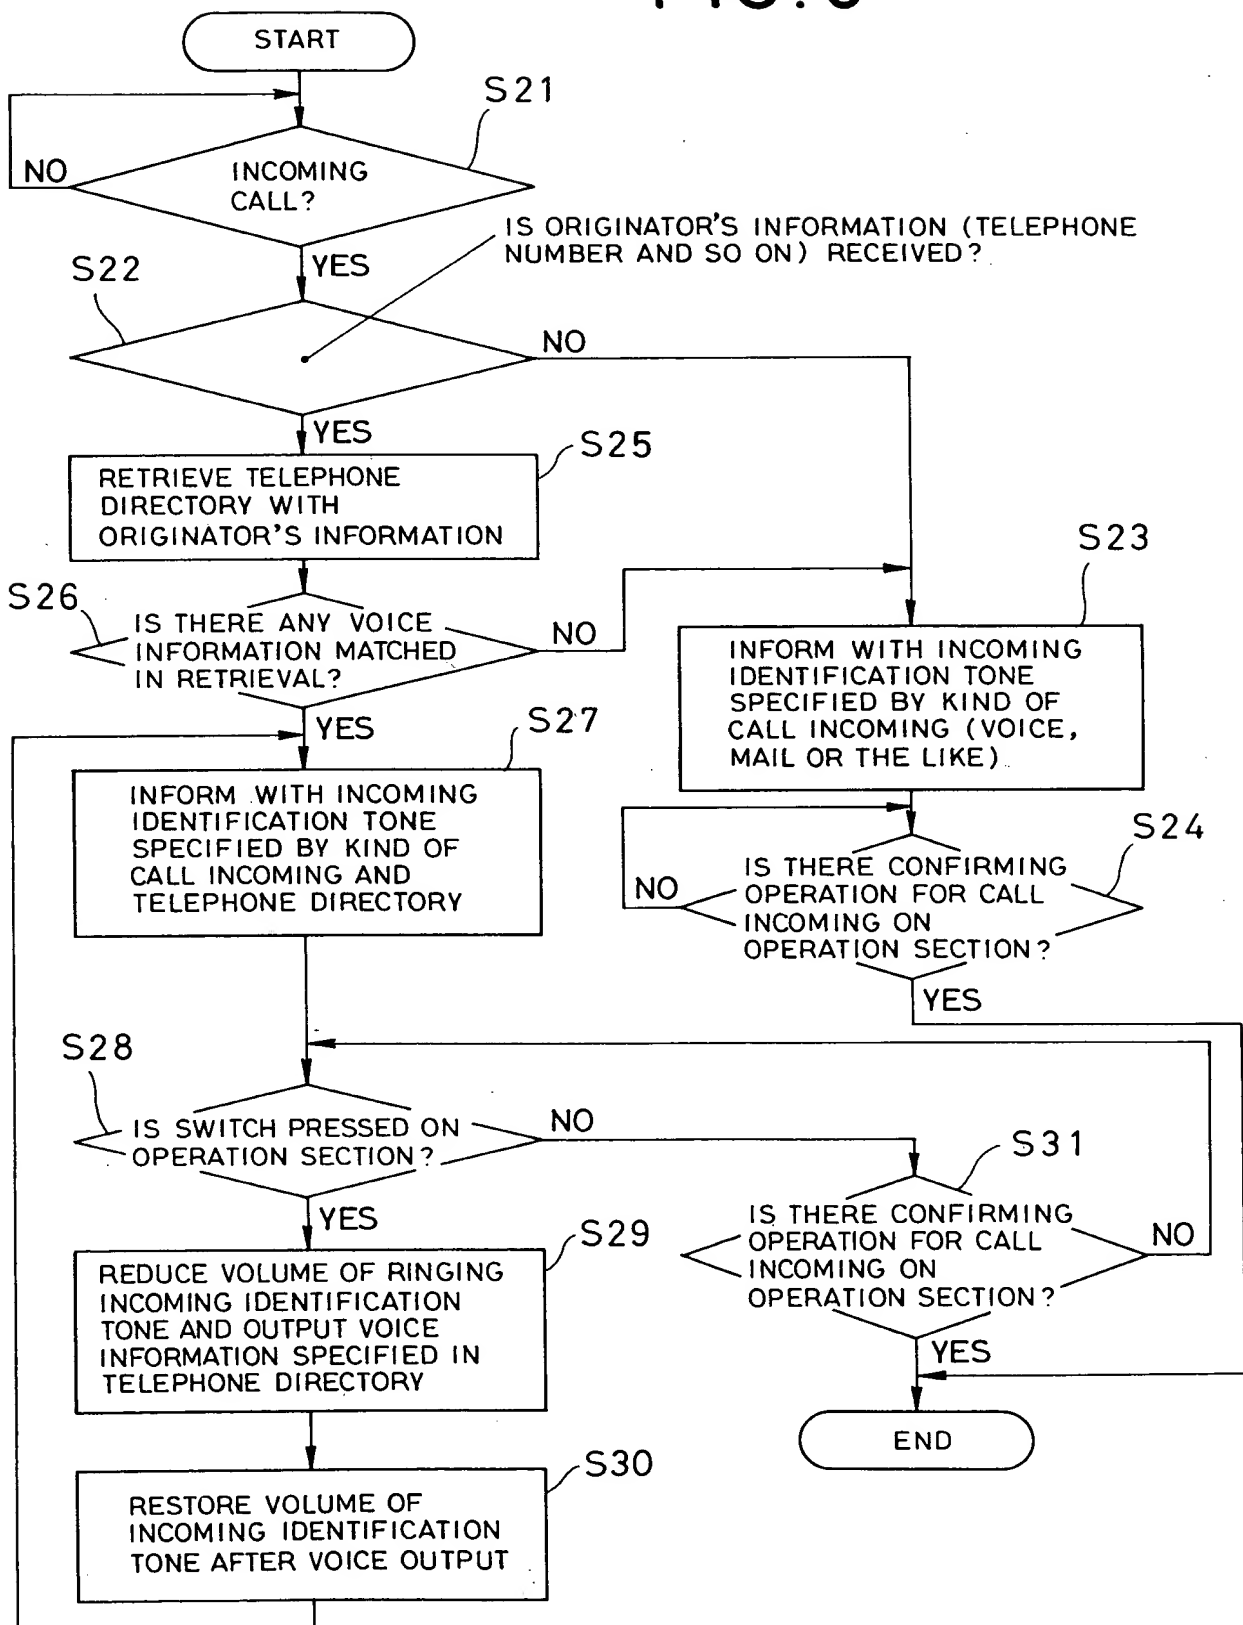 START
S21
NO
INCOMING
CALL?
IS ORIGINATOR'S INFORMATION (TELEPHONE
NUMBER AND SO ON) RECEIVED?
YES
S22
NO
YES
S25
RETRIEVE TELEPHONE
DIRECTORY WITH
ORIGINATOR'S INFORMATION
S23
S26
IS THERE ANY VOICE
INFORMATION MATCHED
IN RETRIEVAL?
NO
YES
INFORM WITH INCOMING
IDENTIFICATION TONE
SPECIFIED BY KIND OF
CALL INCOMING (VOICE,
MAIL OR THE LIKE)
S27
INFORM WITH INCOMING
IDENTIFICATION TONE
SPECIFIED BY KIND OF
CALL INCOMING AND
TELEPHONE DIRECTORY
S24
NO
IS THERE CONFIRMING
OPERATION FOR CALL
INCOMING ON
OPERATION SECTION?
YES
S28
IS SWITCH PRESSED ON
OPERATION SECTION?
NO
YES
S31
IS THERE CONFIRMING
OPERATION FOR CALL
INCOMING ON
OPERATION SECTION?
NO
YES
S29
REDUCE VOLUME OF RINGING
INCOMING IDENTIFICATION
TONE AND OUTPUT VOICE
INFORMATION SPECIFIED IN
TELEPHONE DIRECTORY
END
S30
RESTORE VOLUME OF
INCOMING IDENTIFICATION
TONE AFTER VOICE OUTPUT